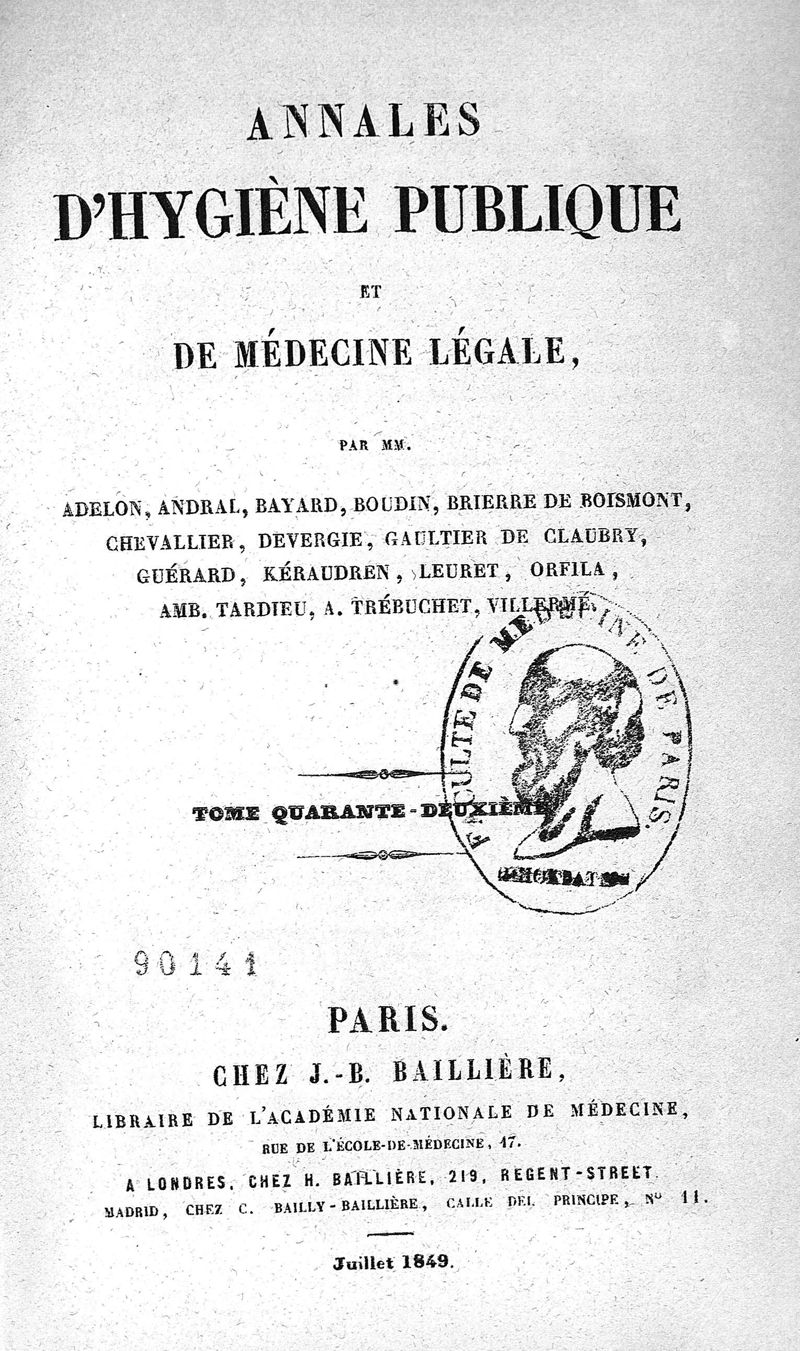 ANNALES
D'HYGIÈNE PUBLIQUE
ET
DE MÉDECINE LÉGALE,
PAR MM.
ADELON, ANDRAL, BAYARD, BOUDIN, BRIERRE DE BOISMONT,
CHEVALLIER, DEVERGIE, GAULTIER DE CLAUBRY,
GUÉRARD, KÉRAUDREN, LEURET, ORFILA,
AMB. TARDIEU, A. TRÉBUCHET, VILLERMÉ.
FACULTE DE MEDECINE DE PARIS.
TOME QUARANTE-DEUXIÈME
90141
PARIS.
CHEZ J.-B. BAILLIÈRE,
LIBRAIRE DE L'ACADÉMIE NATIONALE DE MÉDECINE,
RUE DE L'ÉCOLE-DE-MÉDECINE, 17.
A LONDRES, CHEZ H. BAILLIÈRE, 219, REGENT-STREET.
MADRID, CHEZ C. BAILLY-BAILLIÈRE, CALLE DEL PRINCIPE, Nº 11.
Juillet 1849.